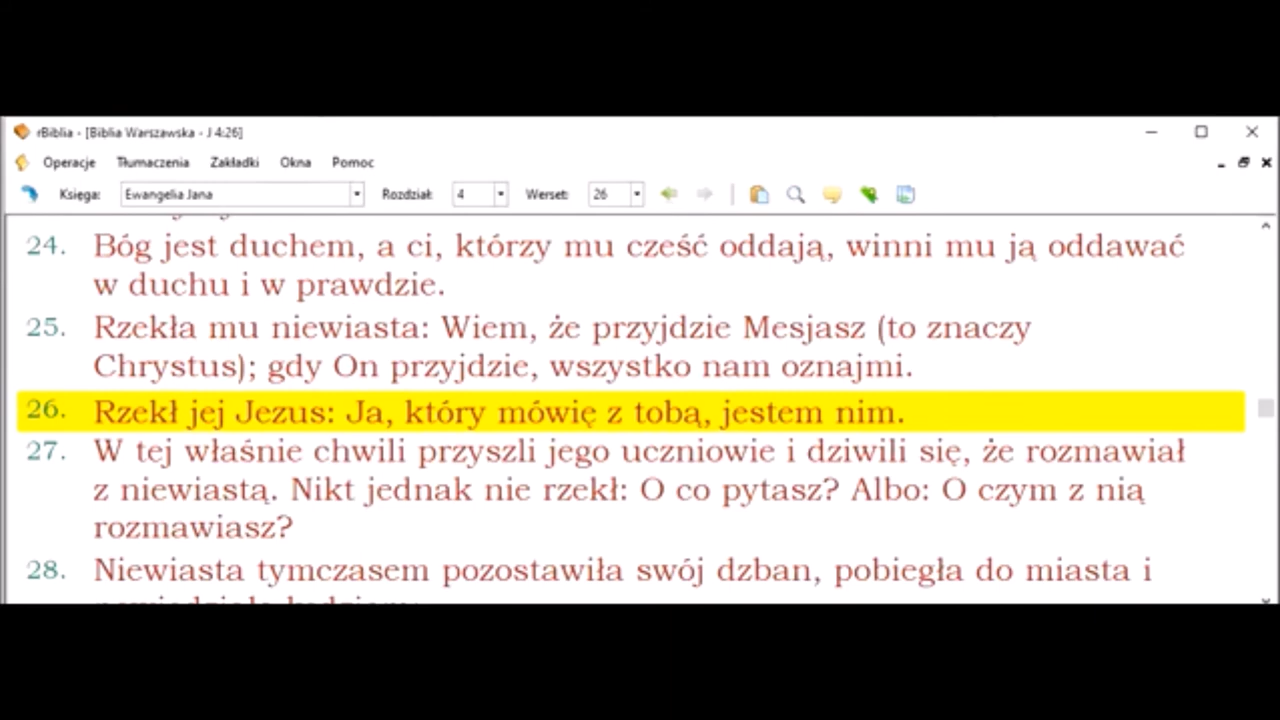 rBiblia - [Biblia Warszawska - J 4:26]
Operacje Tłumaczenia Zakładki Okna Pomoc
Księga: Ewangelia Jana Rozdział: 4 Werset: 26
24. Bóg jest duchem, a ci, którzy mu cześć oddają, winni mu ją oddawać
w duchu i w prawdzie.
25. Rzekła mu niewiasta: Wiem, że przyjdzie Mesjasz (to znaczy
Chrystus); gdy On przyjdzie, wszystko nam oznajmi.
26. Rzekł jej Jezus: Ja, który mówię z tobą, jestem nim.
27. W tej właśnie chwili przyszli jego uczniowie i dziwili się, że rozmawiał
z niewiastą. Nikt jednak nie rzekł: O co pytasz? Albo: O czym z nią
rozmawiasz?
28. Niewiasta tymczasem pozostawiła swój dzban, pobiegła do miasta i